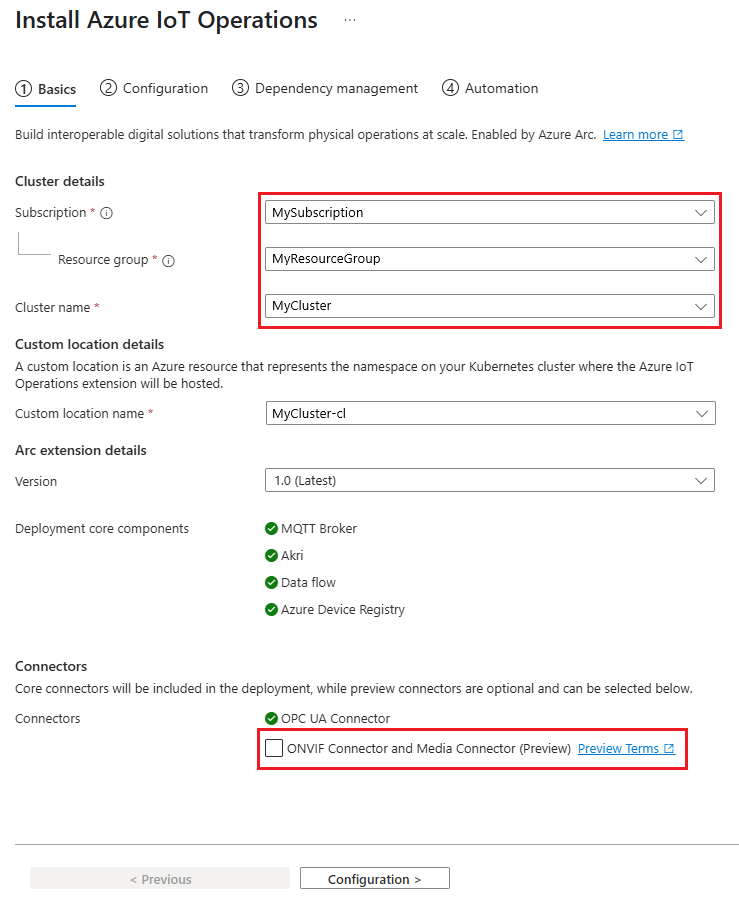 Install Azure IoT Operations ...
1 Basics 2 Configuration 3 Dependency management 4 Automation
Build interoperable digital solutions that transform physical operations at scale. Enabled by Azure Arc. Learn more
Cluster details
Subscription * MySubscription
Resource group * MyResourceGroup
Cluster name * MyCluster
Custom location details
A custom location is an Azure resource that represents the namespace on your Kubernetes cluster where the Azure IoT
Operations extension will be hosted.
Custom location name * MyCluster-cl
Arc extension details
Version 1.0 (Latest)
Deployment core components MQTT Broker
Akri
Data flow
Azure Device Registry
Connectors
Core connectors will be included in the deployment, while preview connectors are optional and can be selected below.
Connectors OPC UA Connector
ONVIF Connector and Media Connector (Preview) Preview Terms
< Previous Configuration >